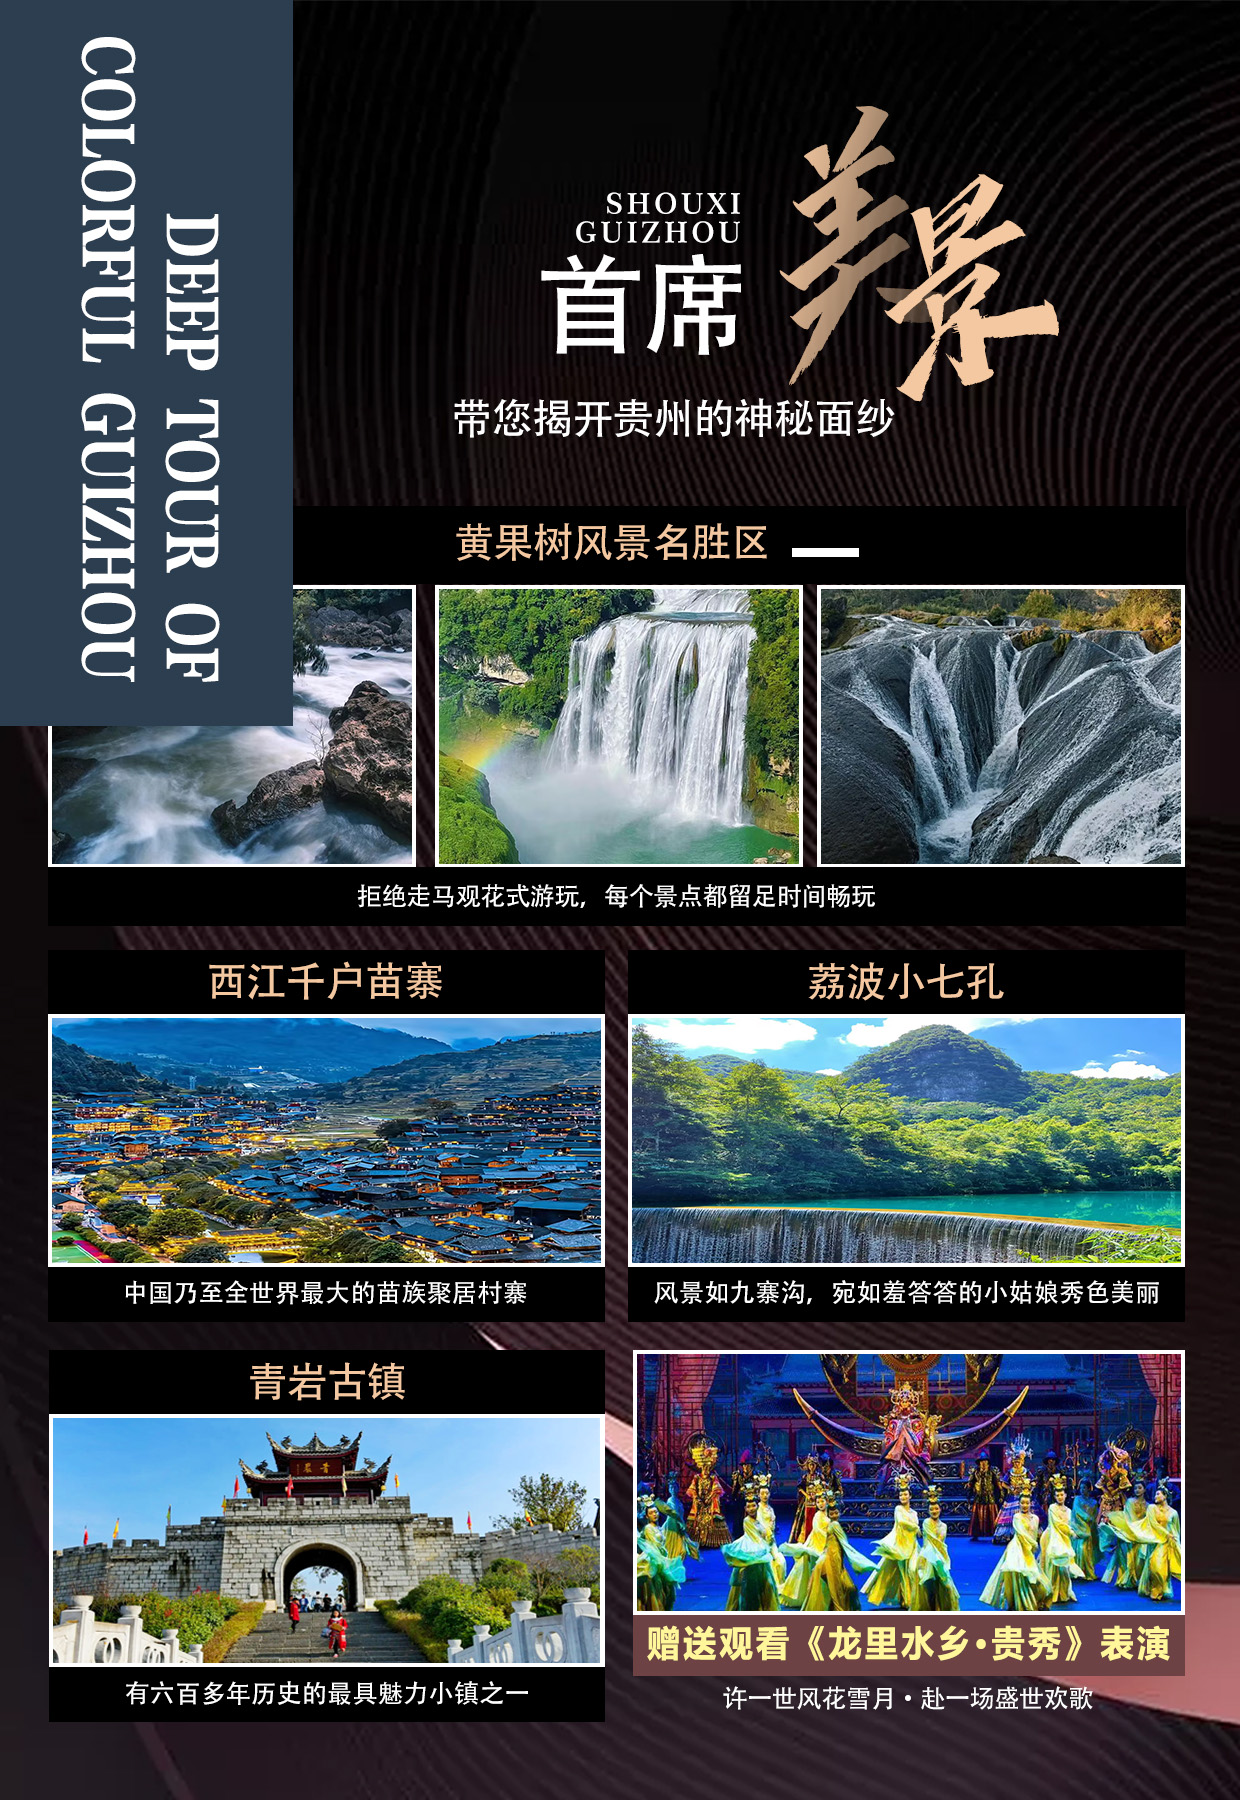 DEEP TOUR OF
COLORFUL GUIZHOU
SHOUXI
GUIZHOU
首席
美景
带您揭开贵州的神秘面纱
黄果树风景名胜区
拒绝走马观花式游玩，每个景点都留足时间畅玩
西江千户苗寨
中国乃至全世界最大的苗族聚居村寨
荔波小七孔
风景如九寨沟，宛如羞答答的小姑娘秀色美丽
青岩古镇
有六百多年历史的最具魅力小镇之一
赠送观看《龙里水乡•贵秀》表演
许一世风花雪月•赴一场盛世欢歌